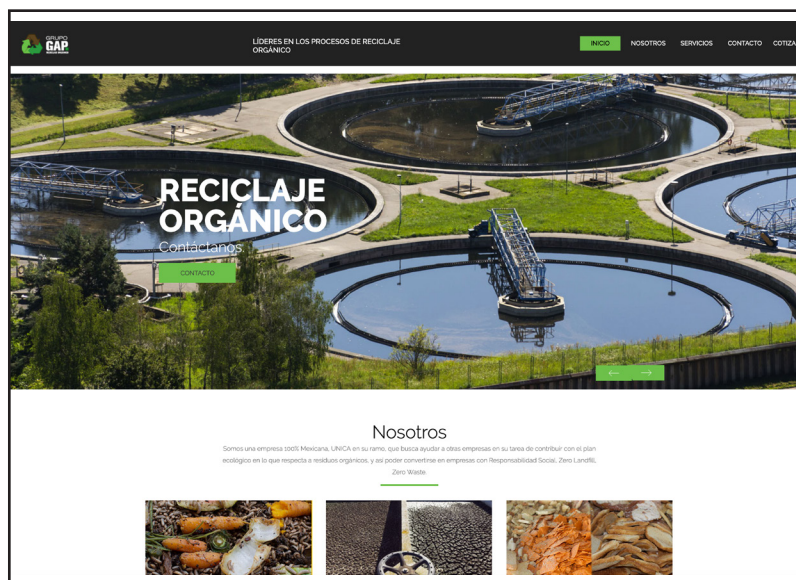 GRUPO
GAP
LÍDERES EN LOS PROCESOS DE RECICLAJE
ORGÁNICO
INICIO
NOSOTROS
SERVICIOS
CONTACTO
COTIZA
RECICLAJE
ORGÁNICO
Contáctanos.
CONTACTO
Nosotros
Somos una empresa 100% Mexicana, UNICA en su ramo, que busca ayudar a otras empresas en su tarea de contribuir con el plan
ecológico en lo que respecta a residuos orgánicos, y así poder convertirse en empresas con Responsabilidad Social, Zero Landfill,
Zero Waste.